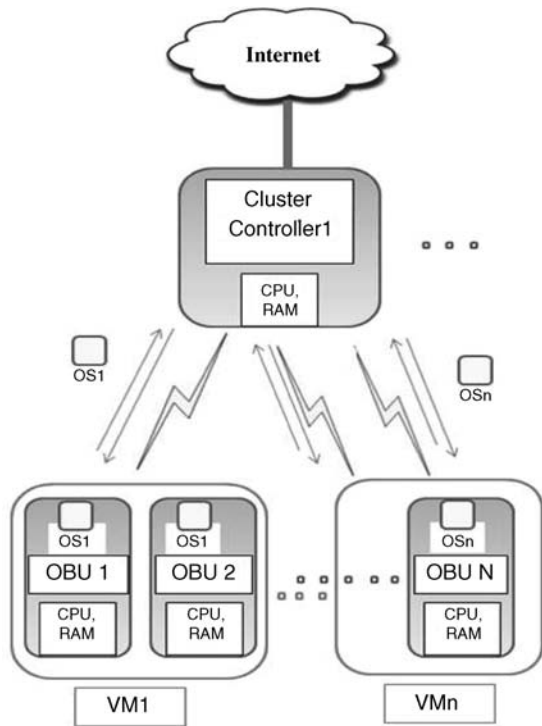 Internet
Cluster
Controller1
CPU,
RAM
OS1
OSn
OS1
OS1
OSn
OBU 1
OBU 2
OBU N
CPU,
RAM
CPU,
RAM
CPU,
RAM
VM1
VMn